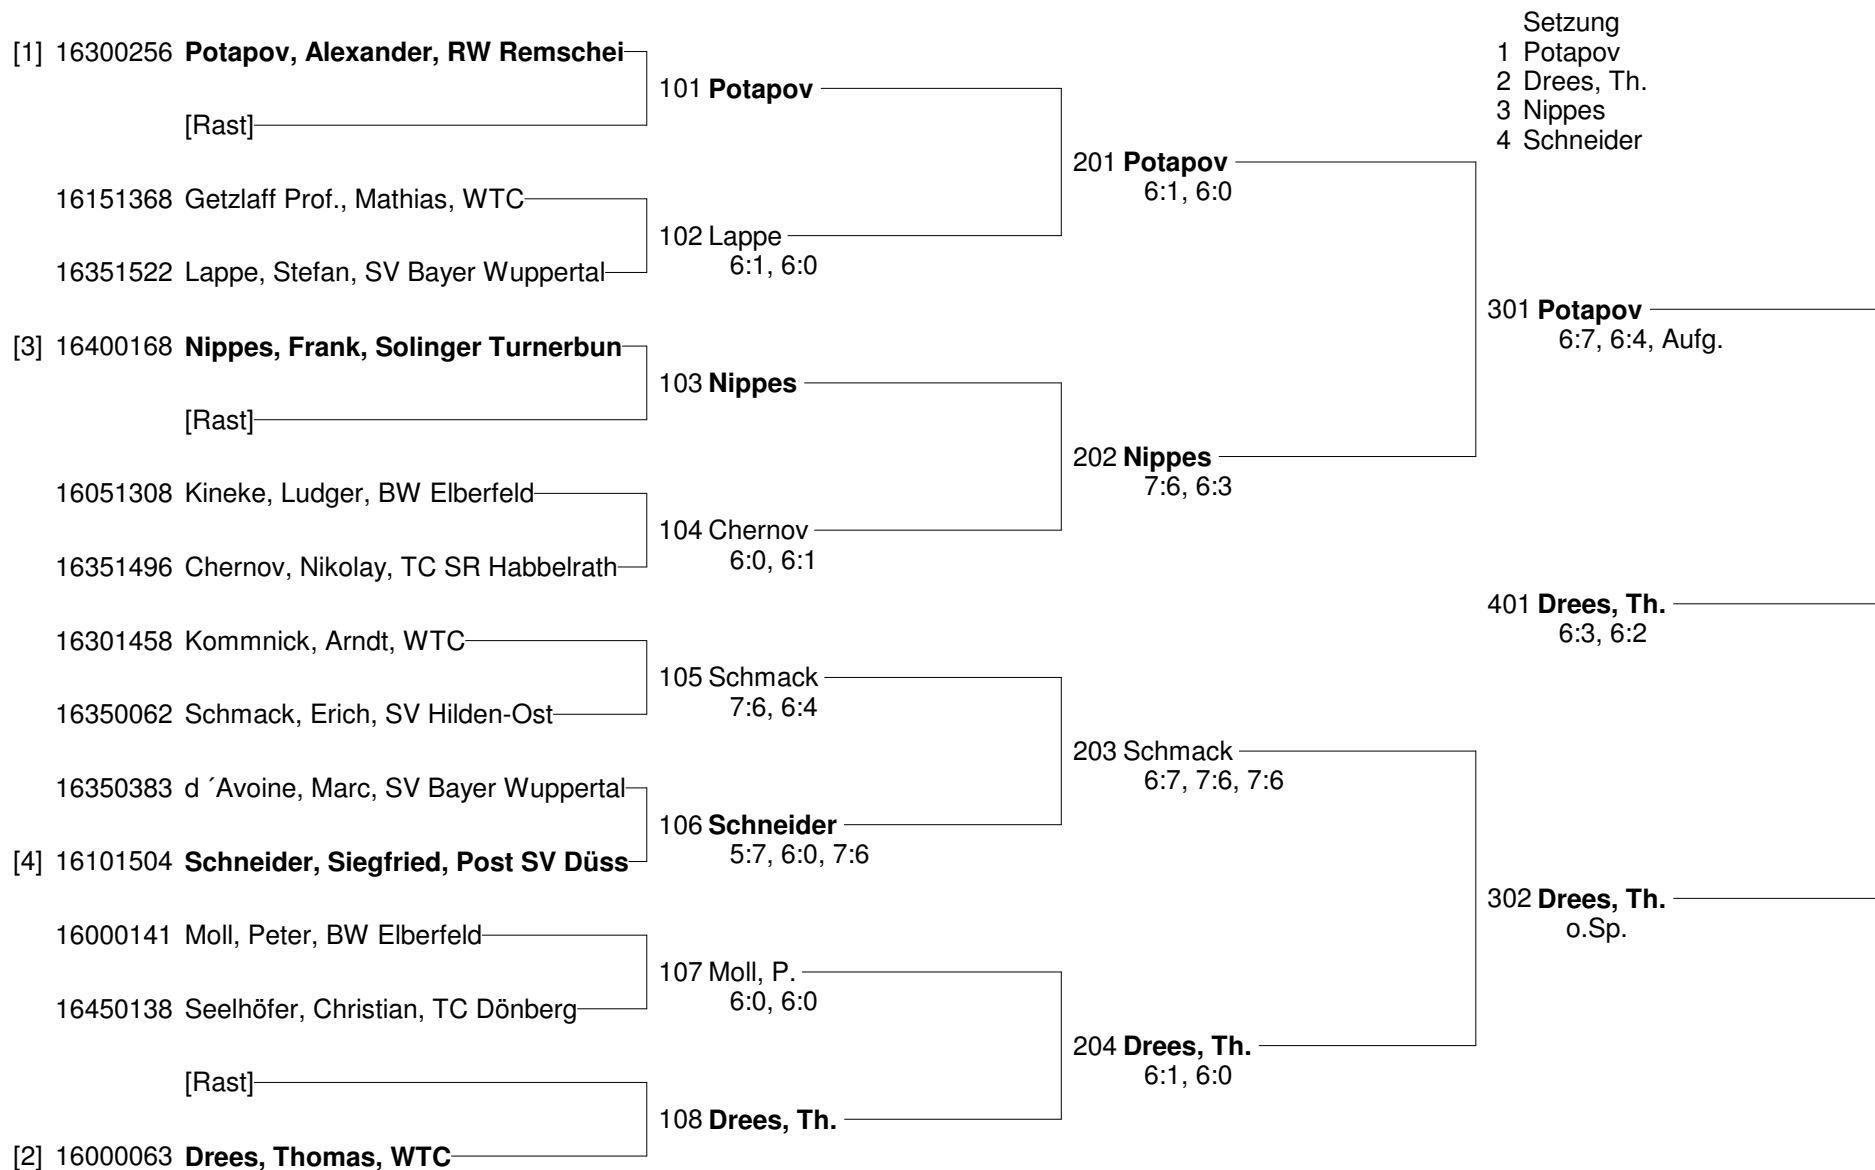 Setzung
1 Potapov
2 Drees, Th.
3 Nippes
4 Schneider
[1] 16300256 Potapov, Alexander, RW Remschei
[Rast]
16151368 Getzlaff Prof., Mathias, WTC
16351522 Lappe, Stefan, SV Bayer Wuppertal
[3] 16400168 Nippes, Frank, Solinger Turnerbun
[Rast]
16051308 Kineke, Ludger, BW Elberfeld
16351496 Chernov, Nikolay, TC SR Habbelrath
16301458 Kommnick, Arndt, WTC
16350062 Schmack, Erich, SV Hilden-Ost
16350383 d ´Avoine, Marc, SV Bayer Wuppertal
[4] 16101504 Schneider, Siegfried, Post SV Düss
16000141 Moll, Peter, BW Elberfeld
16450138 Seelhöfer, Christian, TC Dönberg
[Rast]
[2] 16000063 Drees, Thomas, WTC
101 Potapov
102 Lappe
6:1, 6:0
103 Nippes
104 Chernov
6:0, 6:1
105 Schmack
7:6, 6:4
106 Schneider
5:7, 6:0, 7:6
107 Moll, P.
6:0, 6:0
108 Drees, Th.
201 Potapov
6:1, 6:0
202 Nippes
7:6, 6:3
203 Schmack
6:7, 7:6, 7:6
204 Drees, Th.
6:1, 6:0
301 Potapov
6:7, 6:4, Aufg.
401 Drees, Th.
6:3, 6:2
302 Drees, Th.
o.Sp.